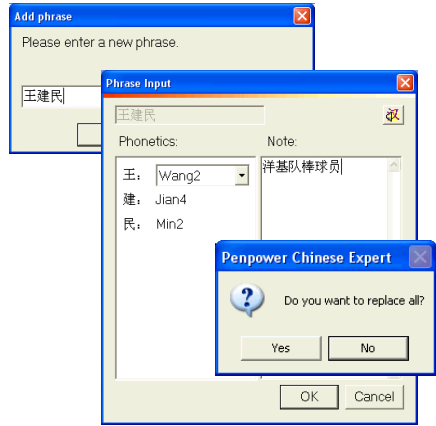 Add phrase
Please enter a new phrase.
王建民
Phrase Input
王建民
Phonetics:
Note:
王: Wang2
建: Jian4
民: Min2
洋基队棒球员
Penpower Chinese Expert
Do you want to replace all?
Yes
No
OK
Cancel